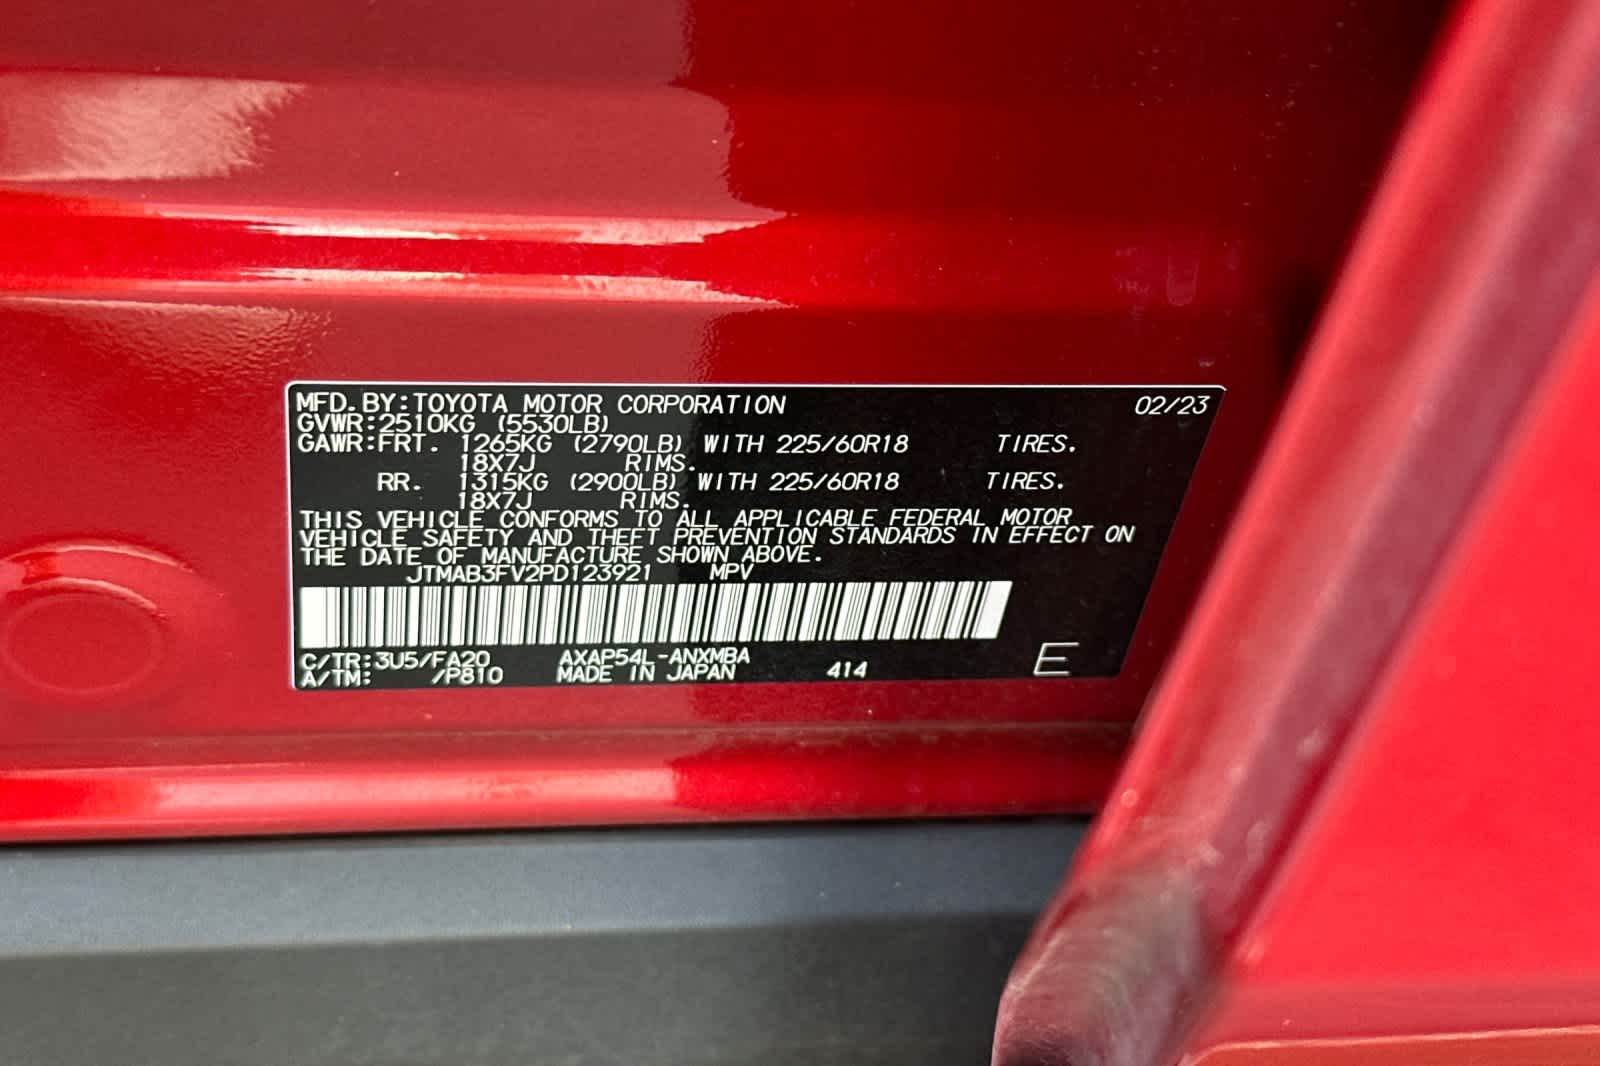 MFD. BY:TOYOTA MOTOR CORPORATION 02/23
GVWR:2510KG (5530LB)
GAWR:FRT. 1265KG (2790LB) WITH 225/60R18 TIRES.
18X7J RIMS.
RR. 1315KG (2900LB) WITH 225/60R18 TIRES.
18X7J RIMS.
THIS VEHICLE CONFORMS TO ALL APPLICABLE FEDERAL MOTOR
VEHICLE SAFETY AND THEFT PREVENTION STANDARDS IN EFFECT ON
THE DATE OF MANUFACTURE SHOWN ABOVE.
JTMAB3FV2PD123921 MPV
C/TR:3U5/FA20 AXAP54L-ANXMBA
A/TM: /P810 MADE IN JAPAN 414 E